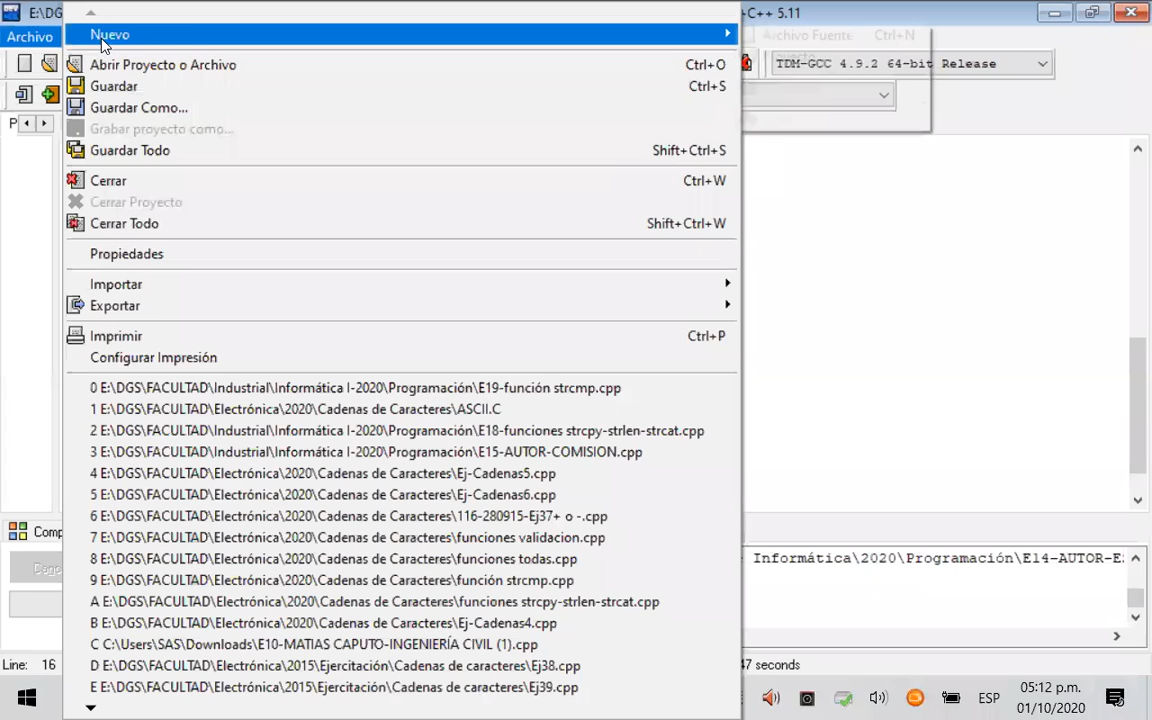 E:\DG
C++ 5.11
Archivo
Nuevo
Archivo Fuente Ctrl+N
TDM-GCC 4.9.2 64-bit Release
Abrir Proyecto o Archivo Ctrl+O
Guardar Ctrl+S
Guardar Como...
Grabar proyecto como...
Guardar Todo Shift+Ctrl+S
Cerrar Ctrl+W
Cerrar Proyecto
Cerrar Todo Shift+Ctrl+W
Propiedades
Importar
Exportar
Imprimir Ctrl+P
Configurar Impresión
0 E:\DGS\FACULTAD\Industrial\Informática I-2020\Programación\E19-función strcmp.cpp
1 E:\DGS\FACULTAD\Electrónica\2020\Cadenas de Caracteres\ASCII.C
2 E:\DGS\FACULTAD\Industrial\Informática I-2020\Programación\E18-funciones strcpy-strlen-strcat.cpp
3 E:\DGS\FACULTAD\Industrial\Informática I-2020\Programación\E15-AUTOR-COMISION.cpp
4 E:\DGS\FACULTAD\Electrónica\2020\Cadenas de Caracteres\Ej-Cadenas5.cpp
5 E:\DGS\FACULTAD\Electrónica\2020\Cadenas de Caracteres\Ej-Cadenas6.cpp
6 E:\DGS\FACULTAD\Electrónica\2020\Cadenas de Caracteres\116-280915-Ej37+ o -.cpp
7 E:\DGS\FACULTAD\Electrónica\2020\Cadenas de Caracteres\funciones validacion.cpp
8 E:\DGS\FACULTAD\Electrónica\2020\Cadenas de Caracteres\funciones todas.cpp
9 E:\DGS\FACULTAD\Electrónica\2020\Cadenas de Caracteres\función strcmp.cpp
A E:\DGS\FACULTAD\Electrónica\2020\Cadenas de Caracteres\funciones strcpy-strlen-strcat.cpp
B E:\DGS\FACULTAD\Electrónica\2020\Cadenas de Caracteres\Ej-Cadenas4.cpp
C C:\Users\SAS\Downloads\E10-MATIAS CAPUTO-INGENIERÍA CIVIL (1).cpp
D E:\DGS\FACULTAD\Electrónica\2015\Ejercitación\Cadenas de caracteres\Ej38.cpp
E E:\DGS\FACULTAD\Electrónica\2015\Ejercitación\Cadenas de caracteres\Ej39.cpp
P
Comp
Informática\2020\Programación\E14-AUTOR-E
Line: 16
47 seconds
ESP
05:12 p.m.
01/10/2020